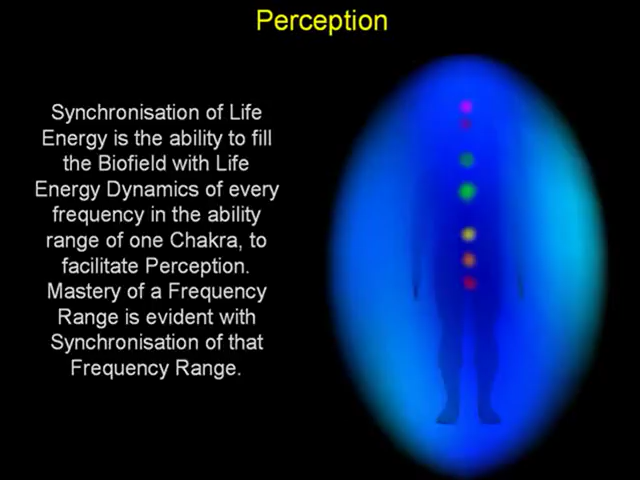 Perception
Synchronisation of Life
Energy is the ability to fill
the Biofield with Life
Energy Dynamics of every
frequency in the ability
range of one Chakra, to
facilitate Perception.
Mastery of a Frequency
Range is evident with
Synchronisation of that
Frequency Range.